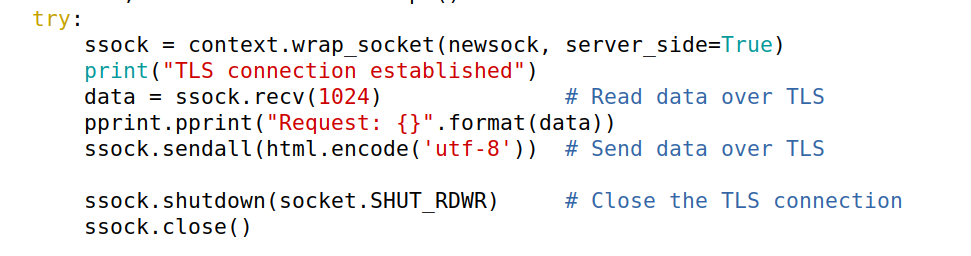 try:
    ssock = context.wrap_socket(newsock, server_side=True)
    print("TLS connection established")
    data = ssock.recv(1024)              # Read data over TLS
    pprint.pprint("Request: {}".format(data))
    ssock.sendall(html.encode('utf-8'))  # Send data over TLS

    ssock.shutdown(socket.SHUT_RDWR)     # Close the TLS connection
    ssock.close()